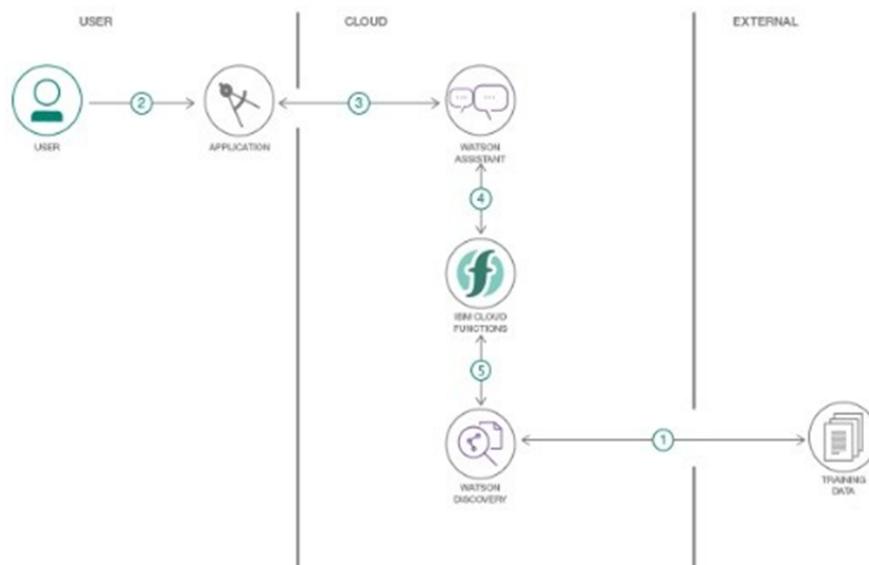 USER
CLOUD
EXTERNAL
2
3
USER
APPLICATION
WATSON
ASSISTANT
4
IBM CLOUD
FUNCTIONS
5
1
WATSON
DISCOVERY
TRAINING
DATA